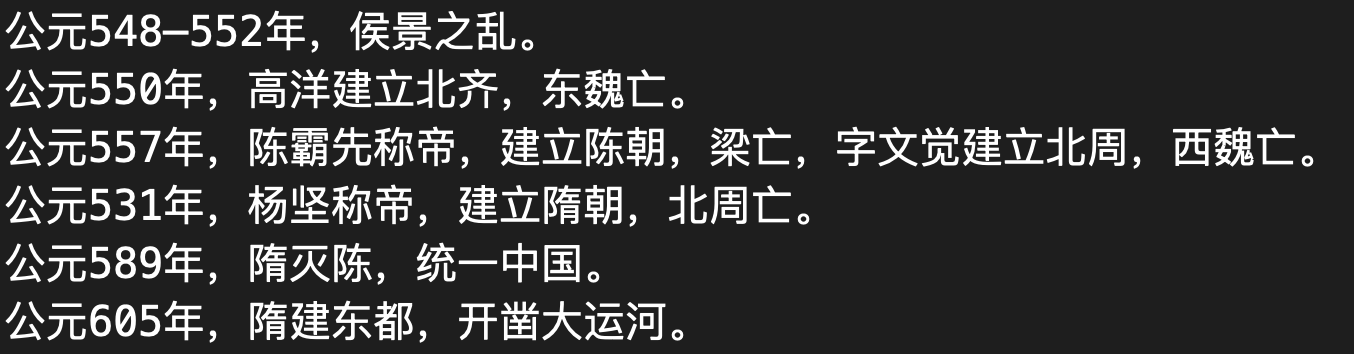 公元548—552年，侯景之乱。
公元550年，高洋建立北齐，东魏亡。
公元557年，陈霸先称帝，建立陈朝，梁亡，字文觉建立北周，西魏亡。
公元531年，杨坚称帝，建立隋朝，北周亡。
公元589年，隋灭陈，统一中国。
公元605年，隋建东都，开凿大运河。